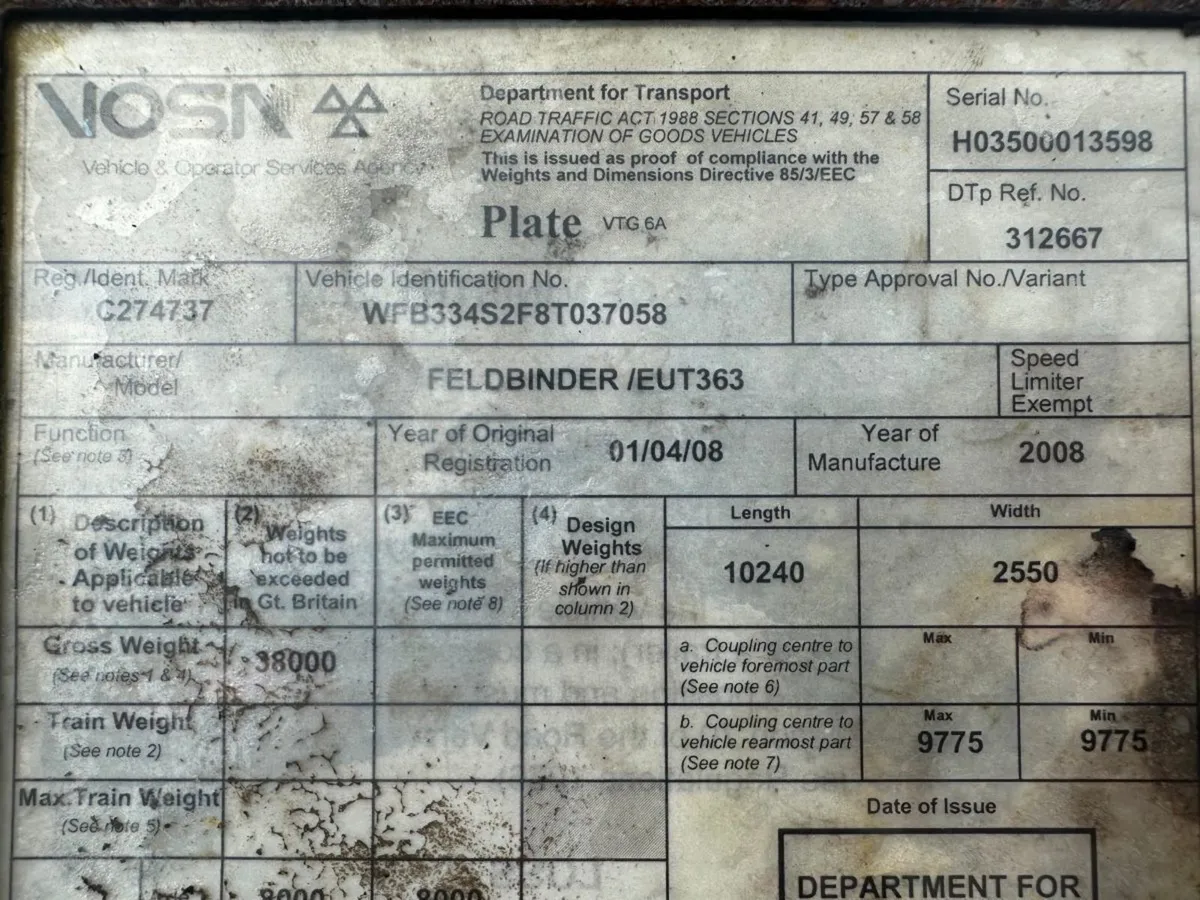 VOSA
Vehicle & Operator Services Agency
Department for Transport
ROAD TRAFFIC ACT 1988 SECTIONS 41, 49, 57 & 58
EXAMINATION OF GOODS VEHICLES
This is issued as proof of compliance with the
Weights and Dimensions Directive 85/3/EEC
Plate VTG 6A
Serial No.
H03500013598
DTp Ref. No.
312667
Reg./Ident. Mark
C274737
Vehicle Identification No.
WFB334S2F8T037058
Type Approval No./Variant
Manufacturer/
Model
FELDBINDER /EUT363
Speed
Limiter
Exempt
Function
(See note 3)
Year of Original
Registration
01/04/08
Year of
Manufacture
2008
(1) Description
of Weights
Applicable
to vehicle
(2) Weights
not to be
exceeded
in Gt. Britain
(3) EEC
Maximum
permitted
weights
(See note 8)
(4) Design
Weights
(If higher than
shown in
column 2)
Length
10240
Width
2550
Gross Weight
(See notes 1 & 4)
38000
a. Coupling centre to
vehicle foremost part
(See note 6)
Max
Min
Train Weight
(See note 2)
b. Coupling centre to
vehicle rearmost part
(See note 7)
Max
9775
Min
9775
Max.Train Weight
(See note 5)
Date of Issue
8000
8000
DEPARTMENT FOR